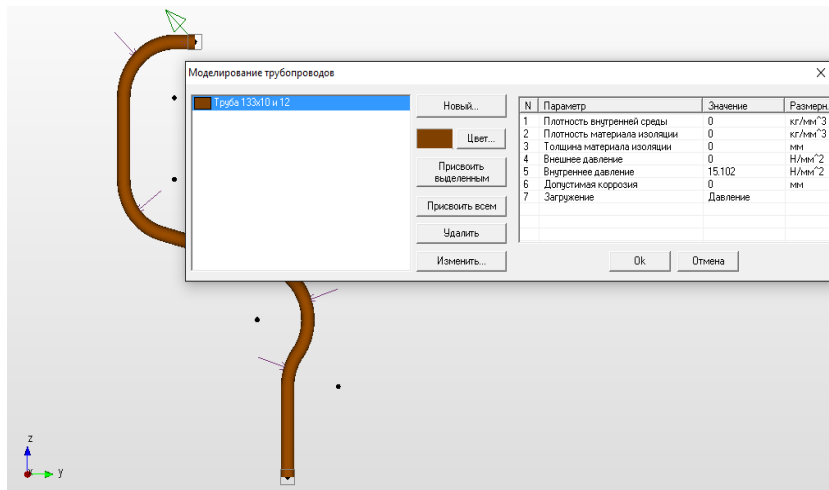 Моделирование трубопроводов
Труба 133x10 и 12
Новый...
Цвет...
Присвоить
выделенным
Присвоить всем
Удалить
Изменить...
N Параметр Значение Размерн
1 Плотность внутренней среды 0 кг/мм^3
2 Плотность материала изоляции 0 кг/мм^3
3 Толщина материала изоляции 0 мм
4 Внешнее давление 0 Н/мм^2
5 Внутреннее давление 15.102 Н/мм^2
6 Допустимая коррозия 0 мм
7 Загружение Давление
Ok Отмена
z
x y